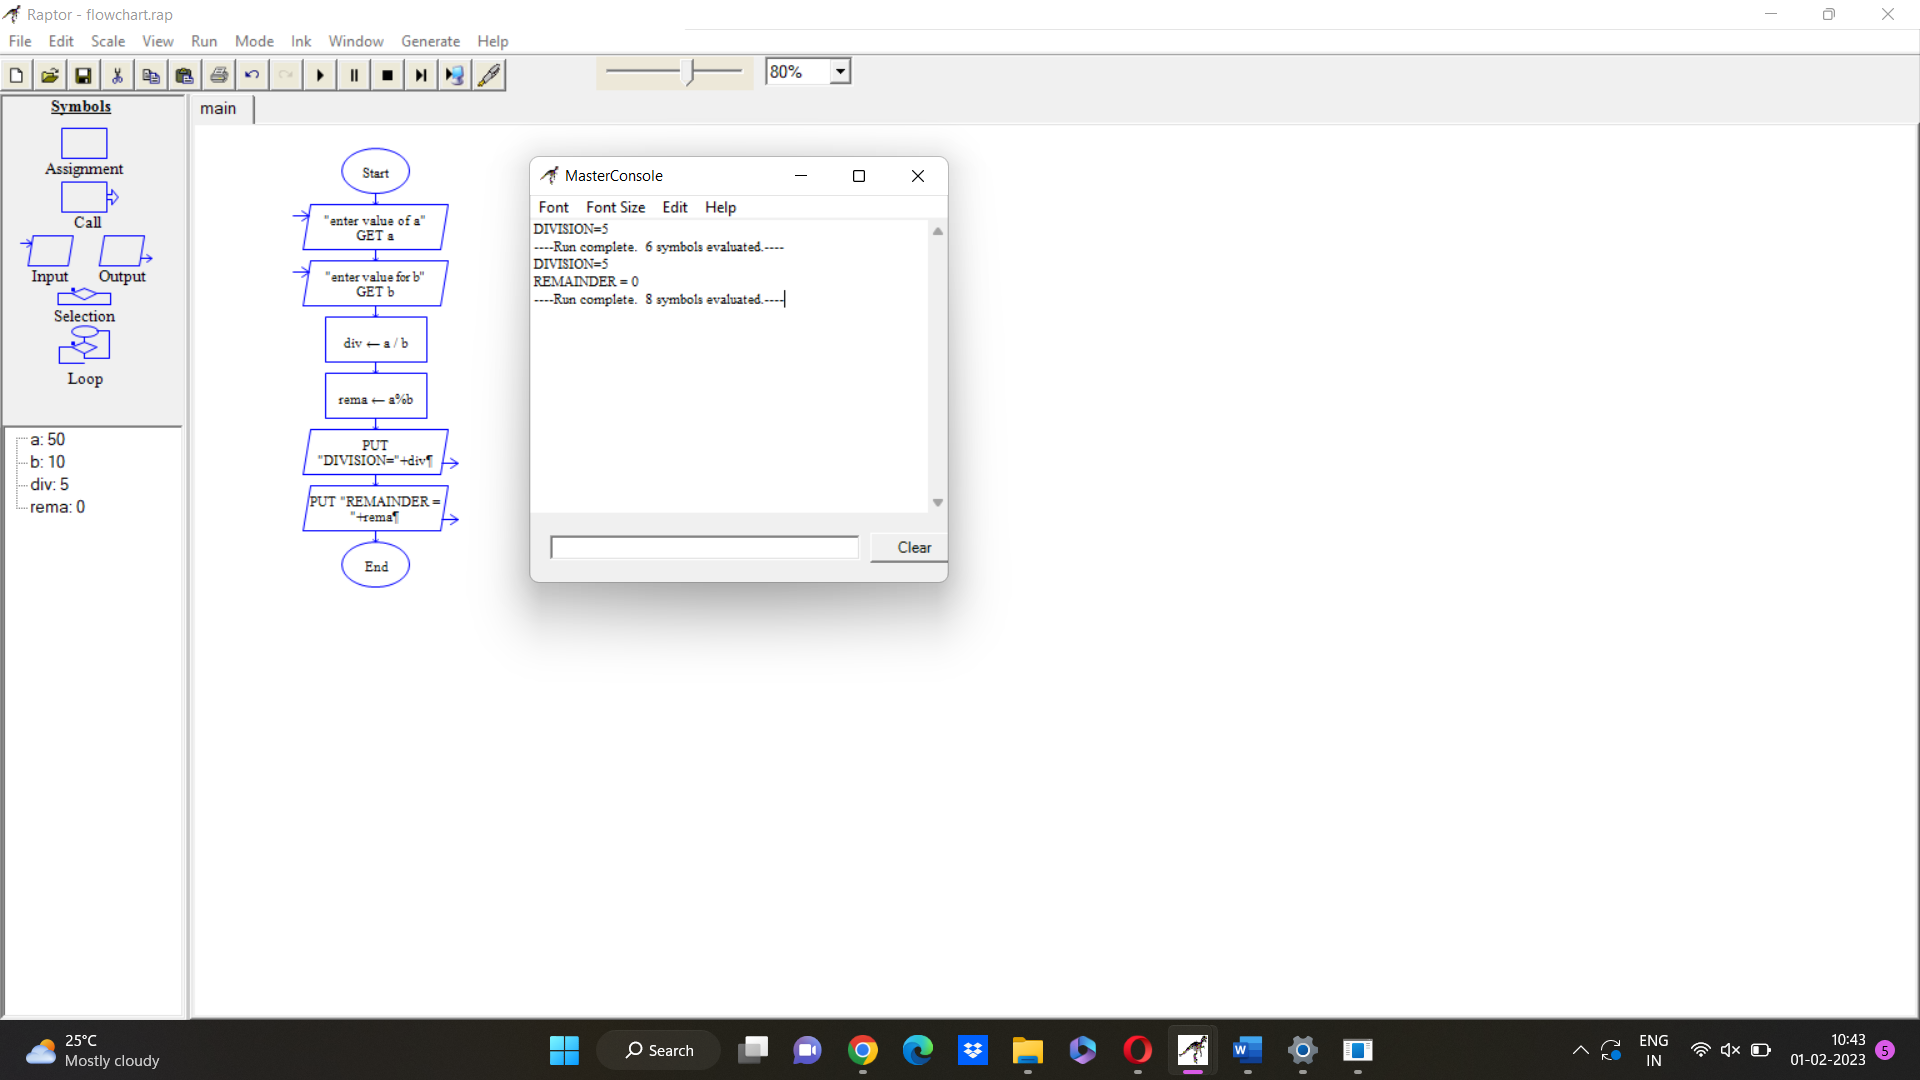 Raptor - flowchart.rap
File Edit Scale View Run Mode Ink Window Generate Help
80%
Symbols
Assignment
Call
Input Output
Selection
Loop
a: 50
b: 10
div: 5
rema: 0
main
Start
"enter value of a"
GET a
"enter value for b"
GET b
div ← a / b
rema ← a%b
PUT
"DIVISION="+div¶
PUT "REMAINDER =
"+rema¶
End
MasterConsole
Font Font Size Edit Help
DIVISION=5
----Run complete.  6 symbols evaluated.----
DIVISION=5
REMAINDER = 0
----Run complete.  8 symbols evaluated.----
Clear
25°C
Mostly cloudy
Search
W
ENG
IN
10:43
01-02-2023
5